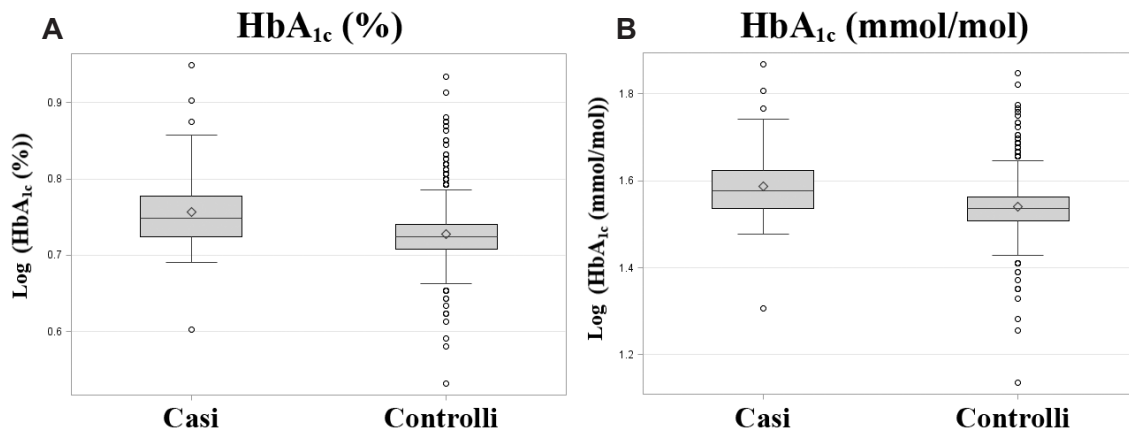 A
HbA1c (%)
Log (HbA1c (%))
0.9
0.8
0.7
0.6
Casi
Controlli
B
HbA1c (mmol/mol)
Log (HbA1c (mmol/mol))
1.8
1.6
1.4
1.2
Casi
Controlli